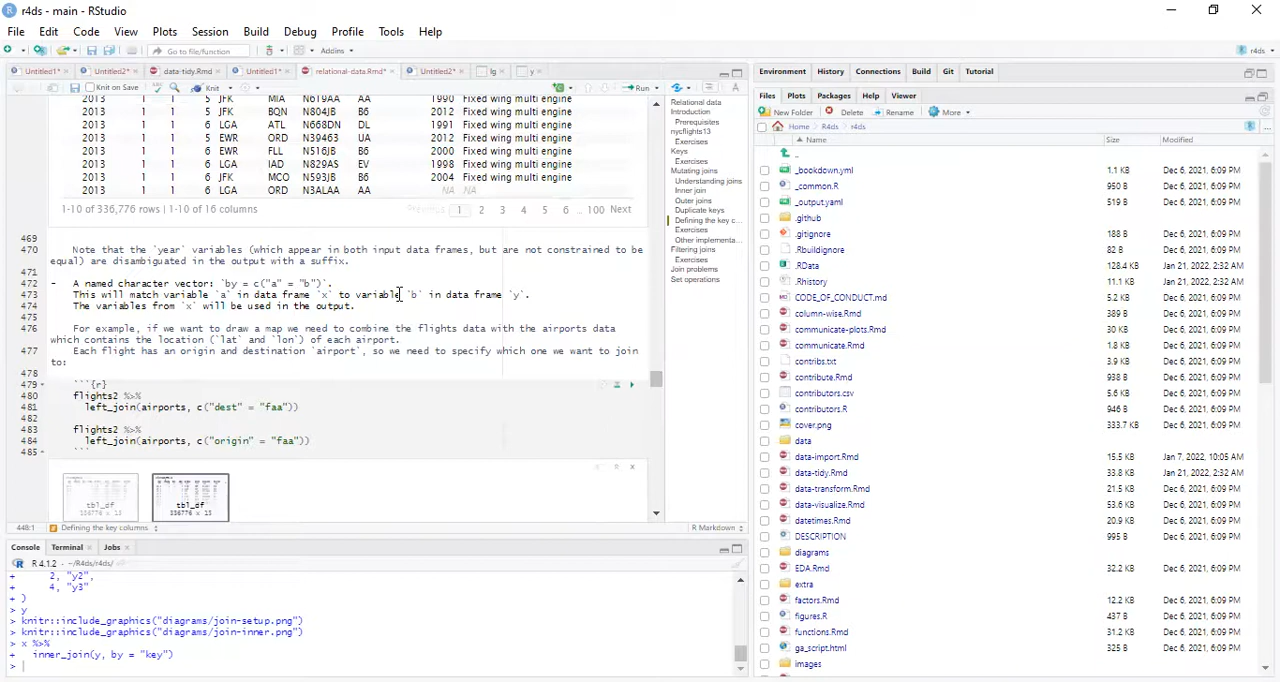 r4ds - main - RStudio
File Edit Code View Plots Session Build Debug Profile Tools Help
Go to file/function Addins r4ds
Untitled1* Untitled2* data-tidy.Rmd Untitled1* relational-data.Rmd* Untitled2* lg y
Knit on Save Knit Run
2013 1 1 5 JFK MIA N619AA AA 1990 Fixed wing multi engine
2013 1 1 5 JFK BQN N804JB B6 2012 Fixed wing multi engine
2013 1 1 6 LGA ATL N668DN DL 1991 Fixed wing multi engine
2013 1 1 5 EWR ORD N39463 UA 2012 Fixed wing multi engine
2013 1 1 6 EWR FLL N516JB B6 2000 Fixed wing multi engine
2013 1 1 6 LGA IAD N829AS EV 1998 Fixed wing multi engine
2013 1 1 6 JFK MCO N593JB B6 2004 Fixed wing multi engine
2013 1 1 6 LGA ORD N3ALAA AA NA NA
1-10 of 336,776 rows | 1-10 of 16 columns Previous 1 2 3 4 5 6 ... 100 Next
469
470 Note that the `year` variables (which appear in both input data frames, but are not constrained to be
equal) are disambiguated in the output with a suffix.
471
472 - A named character vector: `by = c("a" = "b")`.
473 This will match variable `a` in data frame `x` to variable `b` in data frame `y`.
474 The variables from `x` will be used in the output.
475
476 For example, if we want to draw a map we need to combine the flights data with the airports data
which contains the location (`lat` and `lon`) of each airport.
477 Each flight has an origin and destination `airport`, so we need to specify which one we want to join
to:
478
479 ```{r}
480 flights2 %>%
481 left_join(airports, c("dest" = "faa"))
482
483 flights2 %>%
484 left_join(airports, c("origin" = "faa"))
485 ```
tbl_df tbl_df
336776 x 13 336776 x 13
448:1 Defining the key columns R Markdown
Relational data
Introduction
Prerequisites
nycflights13
Exercises
Keys
Exercises
Mutating joins
Understanding joins
Inner join
Outer joins
Duplicate keys
Defining the key c...
Exercises
Other implementa...
Filtering joins
Exercises
Join problems
Set operations
Console Terminal Jobs
R 4.1.2 · ~/R4ds/r4ds/
+ 2, "y2",
+ 4, "y3"
+ )
> y
> knitr::include_graphics("diagrams/join-setup.png")
> knitr::include_graphics("diagrams/join-inner.png")
> x %>%
+ inner_join(y, by = "key")
>
Environment History Connections Build Git Tutorial
Files Plots Packages Help Viewer
New Folder Delete Rename More
Home R4ds r4ds ...
Name Size Modified
..
_bookdown.yml 1.1 KB Dec 6, 2021, 6:09 PM
_common.R 950 B Dec 6, 2021, 6:09 PM
_output.yaml 519 B Dec 6, 2021, 6:09 PM
.github
.gitignore 188 B Dec 6, 2021, 6:09 PM
.Rbuildignore 82 B Dec 6, 2021, 6:09 PM
.RData 128.4 KB Jan 21, 2022, 2:32 AM
.Rhistory 11.1 KB Jan 21, 2022, 2:32 AM
CODE_OF_CONDUCT.md Dec 6, 2021, 6:09 PM
column-wise.Rmd 389 B Dec 6, 2021, 6:09 PM
communicate-plots.Rmd 31 KB Dec 6, 2021, 6:09 PM
communicate.Rmd 1.8 KB Dec 6, 2021, 6:09 PM
contribs.txt 3.9 KB Dec 6, 2021, 6:09 PM
contribute.Rmd 938 B Dec 6, 2021, 6:09 PM
contributors.csv 5.6 KB Dec 6, 2021, 6:09 PM
contributors.R 946 B Dec 6, 2021, 6:09 PM
cover.png 333.7 KB Dec 6, 2021, 6:09 PM
data
data-import.Rmd 15.5 KB Jan 7, 2022, 10:05 AM
data-tidy.Rmd 33.8 KB Jan 21, 2022, 2:32 AM
data-transform.Rmd 21.5 KB Dec 6, 2021, 6:09 PM
data-visualize.Rmd 53.6 KB Dec 6, 2021, 6:09 PM
datetimes.Rmd 20.9 KB Dec 6, 2021, 6:09 PM
DESCRIPTION 995 B Dec 6, 2021, 6:09 PM
diagrams
EDA.Rmd 32.2 KB Dec 6, 2021, 6:09 PM
extra
factors.Rmd 12.2 KB Dec 6, 2021, 6:09 PM
figures.R 437 B Dec 6, 2021, 6:09 PM
functions.Rmd 31.2 KB Dec 6, 2021, 6:09 PM
ga_script.html 325 B Dec 6, 2021, 6:09 PM
images